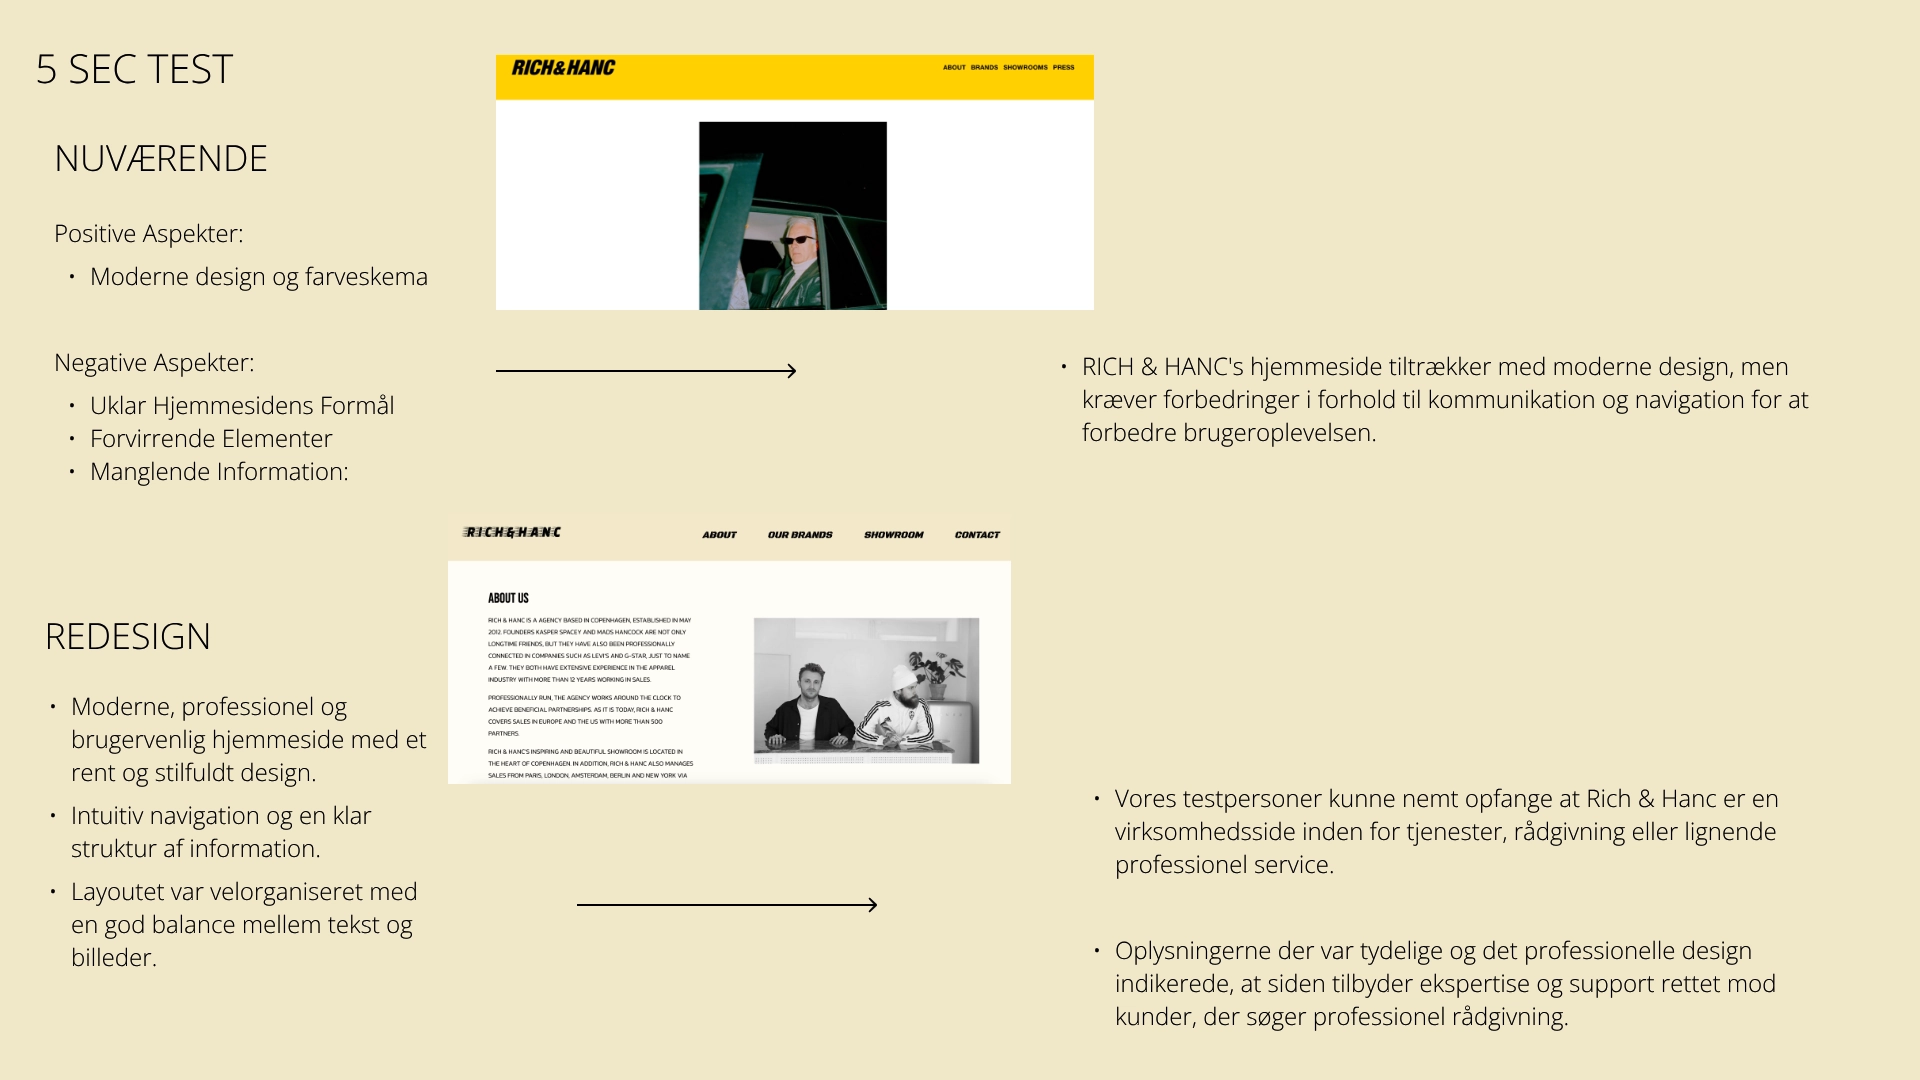 5 SEC TEST
NUVÆRENDE
Positive Aspekter:
• Moderne design og farveskema
Negative Aspekter:
• Uklar Hjemmesidens Formål
• Forvirrende Elementer
• Manglende Information:
RICH&HANC
ABOUT BRANDS SHOWROOMS PRESS
• RICH & HANC's hjemmeside tiltrækker med moderne design, men
kræver forbedringer i forhold til kommunikation og navigation for at
forbedre brugeroplevelsen.
REDESIGN
• Moderne, professionel og
brugervenlig hjemmeside med et
rent og stilfuldt design.
• Intuitiv navigation og en klar
struktur af information.
• Layoutet var velorganiseret med
en god balance mellem tekst og
billeder.
RICH&HANC
ABOUT OUR BRANDS SHOWROOM CONTACT
ABOUT US
RICH & HANC IS A AGENCY BASED IN COPENHAGEN, ESTABLISHED IN MAY
2012. FOUNDERS KASPER SPACEY AND MADS HANCOCK ARE NOT ONLY
LONGTIME FRIENDS, BUT THEY HAVE ALSO BEEN PROFESSIONALLY
CONNECTED IN COMPANIES SUCH AS LEVI'S AND G-STAR, JUST TO NAME
A FEW. THEY BOTH HAVE EXTENSIVE EXPERIENCE IN THE APPAREL
INDUSTRY WITH MORE THAN 12 YEARS WORKING IN SALES.
PROFESSIONALLY RUN, THE AGENCY WORKS AROUND THE CLOCK TO
ACHIEVE BENEFICIAL PARTNERSHIPS. AS IT IS TODAY, RICH & HANC
COVERS SALES IN EUROPE AND THE US WITH MORE THAN 500
PARTNERS.
RICH & HANC'S INSPIRING AND BEAUTIFUL SHOWROOM IS LOCATED IN
THE HEART OF COPENHAGEN. IN ADDITION, RICH & HANC ALSO MANAGES
SALES FROM PARIS, LONDON, AMSTERDAM, BERLIN AND NEW YORK VIA
• Vores testpersoner kunne nemt opfange at Rich & Hanc er en
virksomhedsside inden for tjenester, rådgivning eller lignende
professionel service.
• Oplysningerne der var tydelige og det professionelle design
indikerede, at siden tilbyder ekspertise og support rettet mod
kunder, der søger professionel rådgivning.